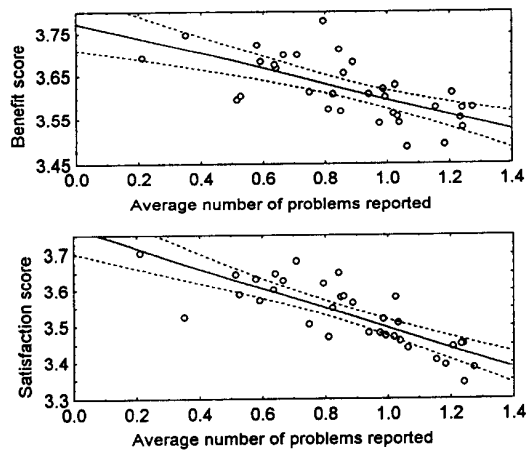 Benefit score
3.75
3.65
3.55
3.45
0.0 0.2 0.4 0.6 0.8 1.0 1.2 1.4
Average number of problems reported
Satisfaction score
3.7
3.6
3.5
3.4
3.3
0.0 0.2 0.4 0.6 0.8 1.0 1.2 1.4
Average number of problems reported